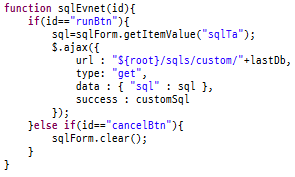 function sqlEvnet(id){
    if(id=="runBtn"){
        sql=sqlForm.getItemValue("sqlTa");
        $.ajax({
            url : "${root}/sqls/custom/"+lastDb,
            type: "get",
            data : { "sql" : sql },
            success : customSql
        });
    }else if(id=="cancelBtn"){
        sqlForm.clear();
    }
}